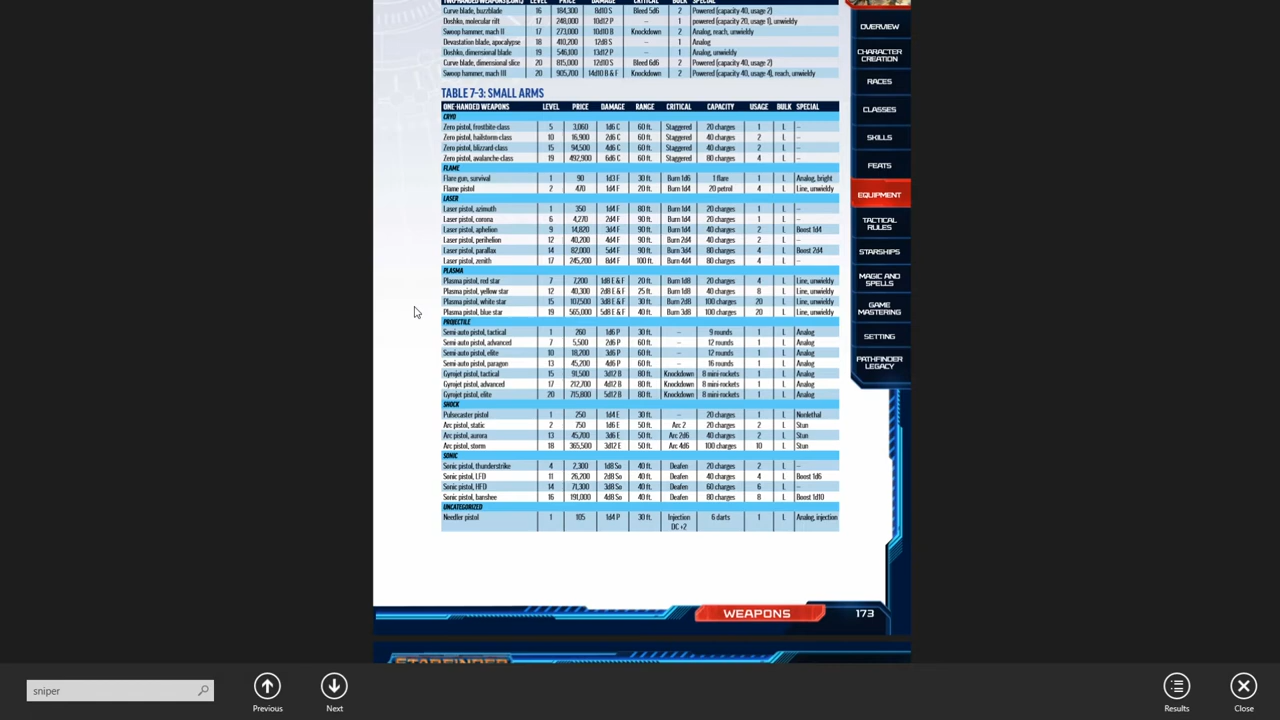 TWO-HANDED WEAPONS (CONT.) LEVEL PRICE DAMAGE CRITICAL BULK SPECIAL
Curve blade, buzzblade 16 184,300 8d10 S Bleed 5d6 2 Powered (capacity 40, usage 2)
Doshko, molecular rift 17 248,000 10d12 P – 1 powered (capacity 20, usage 1), unwieldy
Swoop hammer, mach II 17 273,000 10d10 B Knockdown 2 Analog, reach, unwieldy
Devastation blade, apocalypse 18 410,200 12d8 S – 1 Analog
Doshko, dimensional blade 19 546,100 13d12 P – 1 Analog, unwieldy
Curve blade, dimensional slice 20 815,000 12d10 S Bleed 6d6 2 Powered (capacity 40, usage 2)
Swoop hammer, mach III 20 905,700 14d10 B & F Knockdown 2 Powered (capacity 40, usage 4), reach, unwieldy
TABLE 7-3: SMALL ARMS
ONE-HANDED WEAPONS LEVEL PRICE DAMAGE RANGE CRITICAL CAPACITY USAGE BULK SPECIAL
CRYO
Zero pistol, frostbite-class 5 3,060 1d6 C 60 ft. Staggered 20 charges 1 L –
Zero pistol, hailstorm-class 10 16,900 2d6 C 60 ft. Staggered 40 charges 2 L –
Zero pistol, blizzard-class 15 94,500 4d6 C 60 ft. Staggered 40 charges 2 L –
Zero pistol, avalanche-class 19 492,900 6d6 C 60 ft. Staggered 80 charges 4 L –
FLAME
Flare gun, survival 1 90 1d3 F 30 ft. Burn 1d6 1 flare 1 L Analog, bright
Flame pistol 2 470 1d4 F 20 ft. Burn 1d4 20 petrol 4 L Line, unwieldy
LASER
Laser pistol, azimuth 1 350 1d4 F 80 ft. Burn 1d4 20 charges 1 L –
Laser pistol, corona 6 4,270 2d4 F 90 ft. Burn 1d4 20 charges 1 L –
Laser pistol, aphelion 9 14,820 3d4 F 90 ft. Burn 1d4 40 charges 2 L Boost 1d4
Laser pistol, perihelion 12 40,200 4d4 F 90 ft. Burn 2d4 40 charges 2 L –
Laser pistol, parallax 14 82,000 5d4 F 90 ft. Burn 3d4 80 charges 4 L Boost 2d4
Laser pistol, zenith 17 245,200 8d4 F 100 ft. Burn 4d4 80 charges 4 L –
PLASMA
Plasma pistol, red star 7 7,200 1d8 E & F 20 ft. Burn 1d8 20 charges 4 L Line, unwieldy
Plasma pistol, yellow star 12 40,300 2d8 E & F 25 ft. Burn 1d8 40 charges 8 L Line, unwieldy
Plasma pistol, white star 15 107,500 3d8 E & F 30 ft. Burn 2d8 100 charges 20 L Line, unwieldy
Plasma pistol, blue star 19 565,000 5d8 E & F 40 ft. Burn 3d8 100 charges 20 L Line, unwieldy
PROJECTILE
Semi-auto pistol, tactical 1 260 1d6 P 30 ft. – 9 rounds 1 L Analog
Semi-auto pistol, advanced 7 5,500 2d6 P 60 ft. – 12 rounds 1 L Analog
Semi-auto pistol, elite 10 18,200 3d6 P 60 ft. – 12 rounds 1 L Analog
Semi-auto pistol, paragon 13 45,200 4d6 P 60 ft. – 16 rounds 1 L Analog
Gyrojet pistol, tactical 15 91,500 3d12 B 80 ft. Knockdown 8 mini-rockets 1 L Analog
Gyrojet pistol, advanced 17 212,700 4d12 B 80 ft. Knockdown 8 mini-rockets 1 L Analog
Gyrojet pistol, elite 20 715,800 5d12 B 80 ft. Knockdown 8 mini-rockets 1 L Analog
SHOCK
Pulsecaster pistol 1 250 1d4 E 30 ft. – 20 charges 1 L Nonlethal
Arc pistol, static 2 750 1d6 E 50 ft. Arc 2 20 charges 2 L Stun
Arc pistol, aurora 13 45,700 3d6 E 50 ft. Arc 2d6 40 charges 2 L Stun
Arc pistol, storm 18 365,500 3d12 E 50 ft. Arc 4d6 100 charges 10 L Stun
SONIC
Sonic pistol, thunderstrike 4 2,300 1d8 So 40 ft. Deafen 20 charges 2 L –
Sonic pistol, LFD 11 26,200 2d8 So 40 ft. Deafen 40 charges 4 L Boost 1d6
Sonic pistol, HFD 14 71,300 3d8 So 40 ft. Deafen 60 charges 6 L –
Sonic pistol, banshee 16 191,000 4d8 So 40 ft. Deafen 80 charges 8 L Boost 1d10
UNCATEGORIZED
Needler pistol 1 105 1d4 P 30 ft. Injection 6 darts 1 L Analog, injection
DC +2
OVERVIEW
CHARACTER
CREATION
RACES
CLASSES
SKILLS
FEATS
EQUIPMENT
TACTICAL
RULES
STARSHIPS
MAGIC AND
SPELLS
GAME
MASTERING
SETTING
PATHFINDER
LEGACY
WEAPONS 173
STARFINDER
sniper
Previous
Next
Results
Close